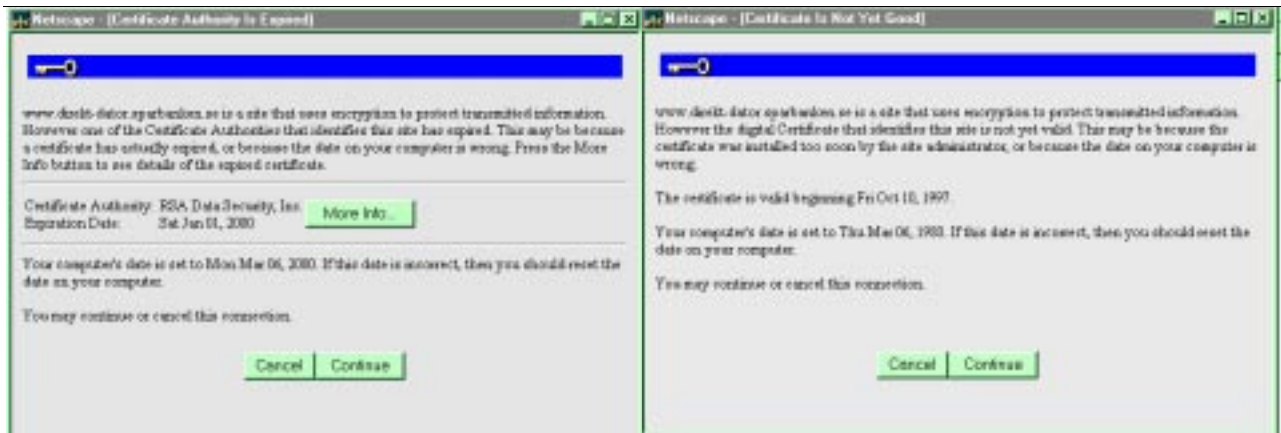 Netscape - [Certificate Authority Is Expired]
www.direkt-dator.sparbanken.se is a site that uses encryption to protect transmitted information.
However one of the Certificate Authorities that identifies this site has expired. This may be because
a certificate has actually expired, or because the date on your computer is wrong. Press the More
Info button to see details of the expired certificate.
Certificate Authority: RSA Data Security, Inc.
More Info...
Expiration Date: Sat Jan 01, 2000
Your computer's date is set to Mon Mar 06, 2000. If this date is incorrect, then you should reset the
date on your computer.
You may continue or cancel this connection.
Cancel Continue
Netscape - [Certificate Is Not Yet Good]
www.direkt-dator.sparbanken.se is a site that uses encryption to protect transmitted information.
However the digital Certificate that identifies this site is not yet valid. This may be because the
certificate was installed too soon by the site administrator, or because the date on your computer is
wrong.
The certificate is valid beginning Fri Oct 10, 1997.
Your computer's date is set to Thu Mar 06, 1980. If this date is incorrect, then you should reset the
date on your computer.
You may continue or cancel this connection.
Cancel Continue